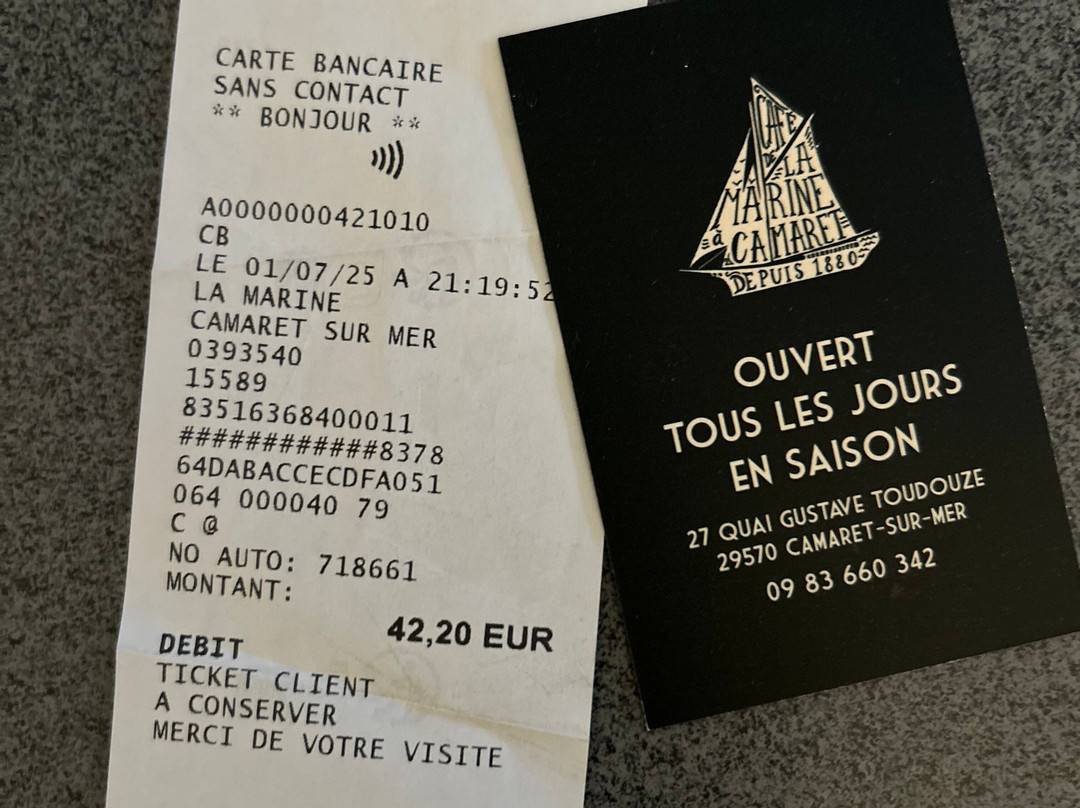 CARTE BANCAIRE
SANS CONTACT
** BONJOUR **
A0000000421010
CB
LE 01/07/25 A 21:19:52
LA MARINE
CAMARET SUR MER
0393540
15589
83516368400011
############8378
64DABACCECDFA051
064 000040 79
C @
NO AUTO: 718661
MONTANT:
42,20 EUR
DEBIT
TICKET CLIENT
A CONSERVER
MERCI DE VOTRE VISITE
CAFÉ
DE LA
MARINE
à CAMARET
DEPUIS 1880
OUVERT
TOUS LES JOURS
EN SAISON
27 QUAI GUSTAVE TOUDOUZE
29570 CAMARET-SUR-MER
09 83 660 342